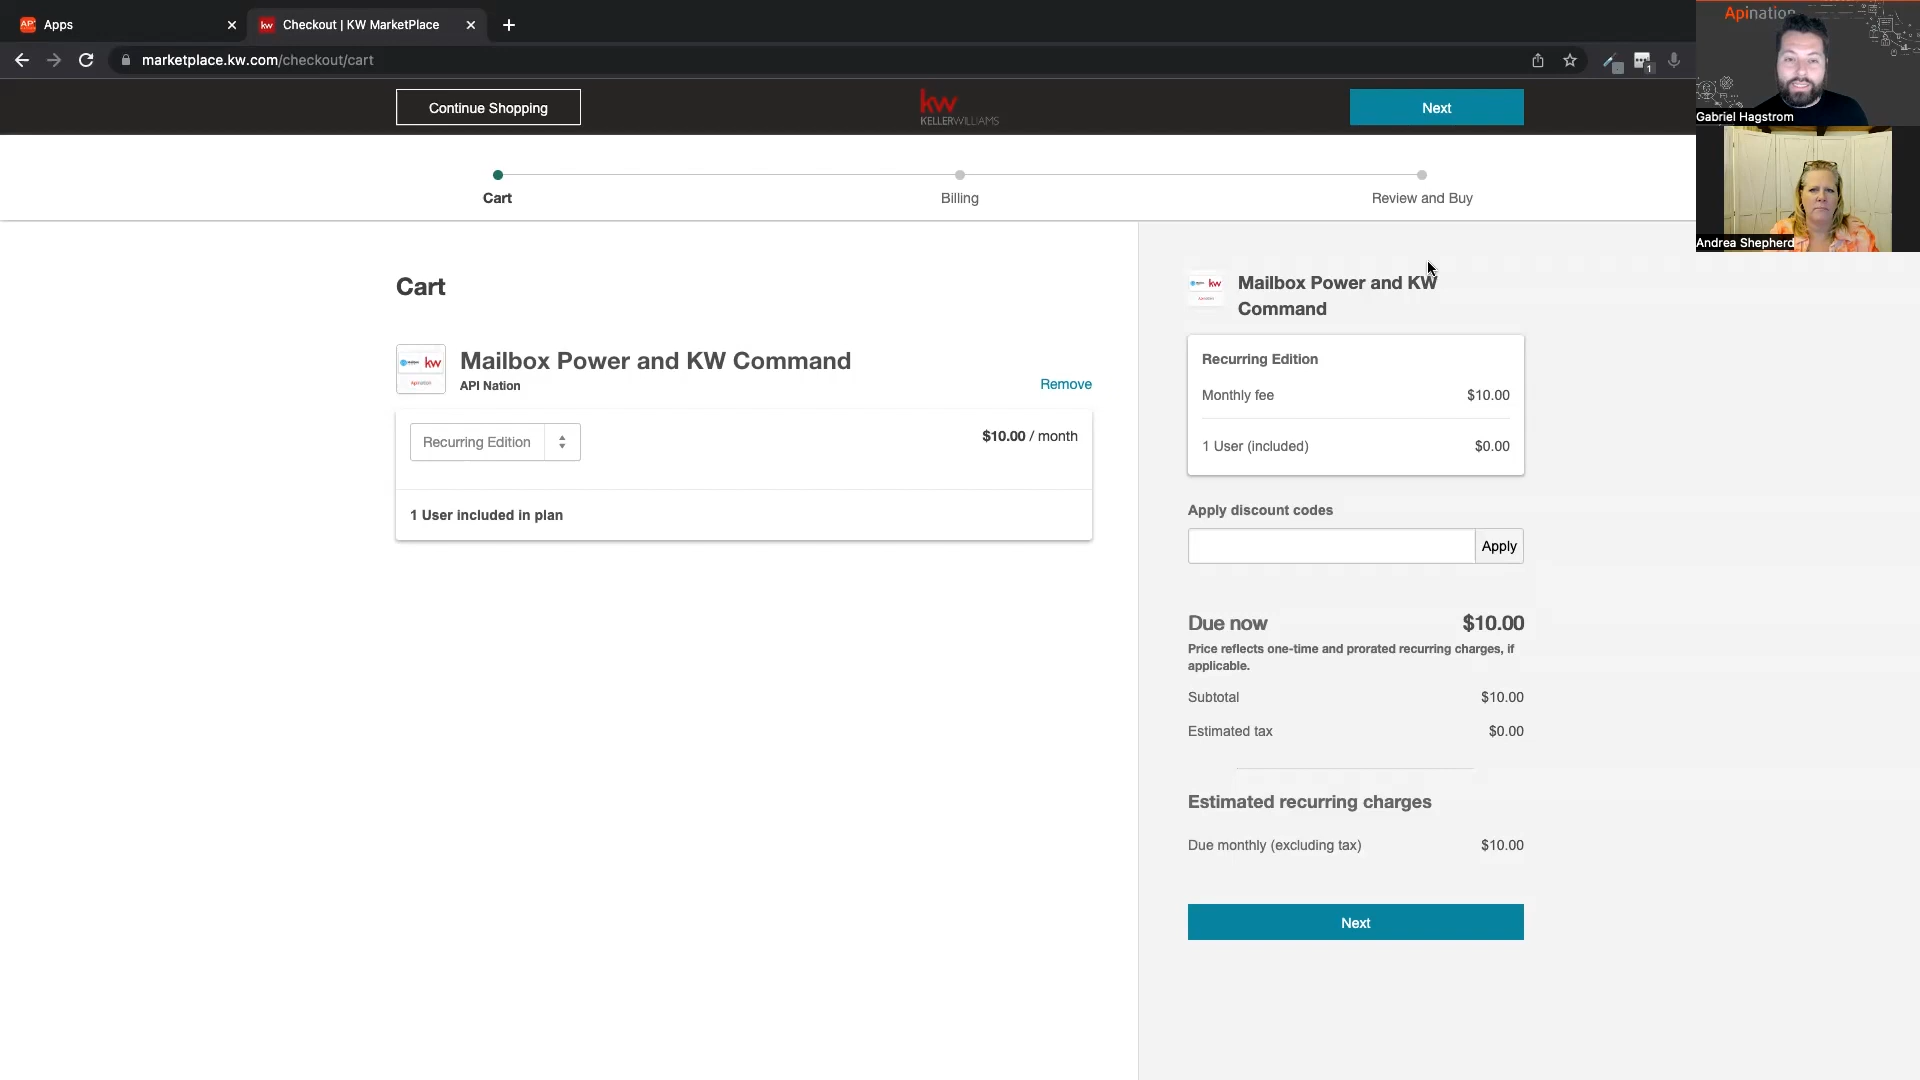 Apps
Checkout | KW MarketPlace
marketplace.kw.com/checkout/cart
1
Apination
Gabriel Hagstrom
Andrea Shepherd
Continue Shopping
kw
KELLERWILLIAMS
Next
Cart
Billing
Review and Buy
Cart
kw
Mailbox Power and KW Command
API Nation
Remove
Recurring Edition
$10.00 / month
1 User included in plan
kw
Mailbox Power and KW
Command
Recurring Edition
Monthly fee $10.00
1 User (included) $0.00
Apply discount codes
Apply
Due now $10.00
Price reflects one-time and prorated recurring charges, if
applicable.
Subtotal $10.00
Estimated tax $0.00
Estimated recurring charges
Due monthly (excluding tax) $10.00
Next